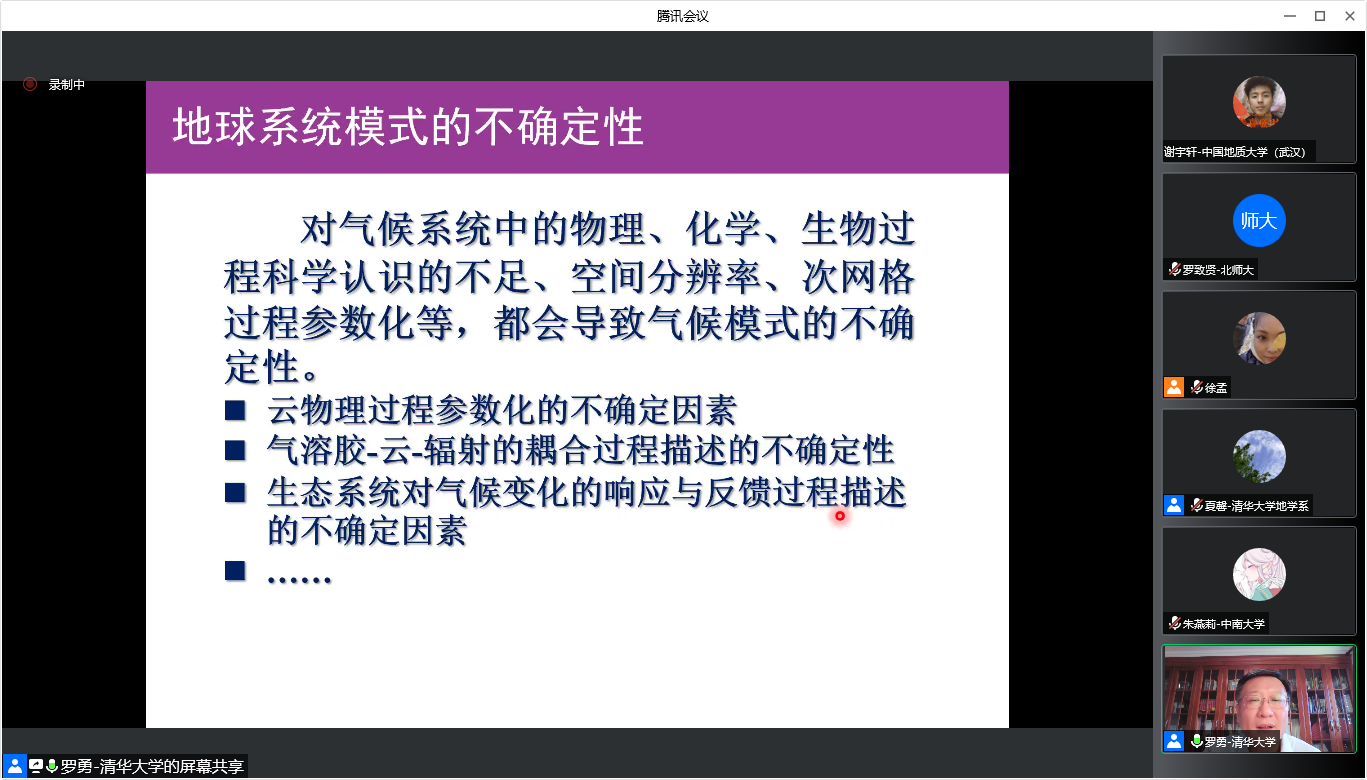 腾讯会议
录制中
地球系统模式的不确定性
对气候系统中的物理、化学、生物过
程科学认识的不足、空间分辨率、次网格
过程参数化等，都会导致气候模式的不确
定性。
云物理过程参数化的不确定因素
气溶胶-云-辐射的耦合过程描述的不确定性
生态系统对气候变化的响应与反馈过程描述
的不确定因素
……
谢宇轩-中国地质大学（武汉）
师大
罗致贤-北师大
徐孟
夏馨-清华大学地学系
朱燕莉-中南大学
罗勇-清华大学
罗勇-清华大学的屏幕共享